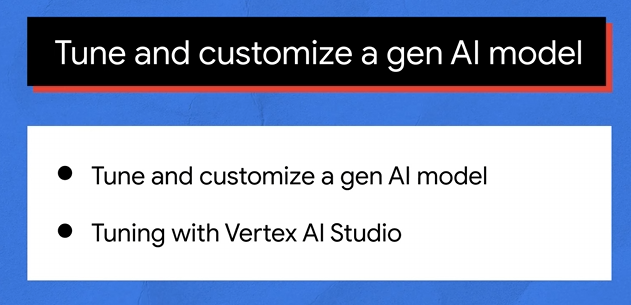 Tune and customize a gen AI model
Tune and customize a gen AI model
Tuning with Vertex AI Studio